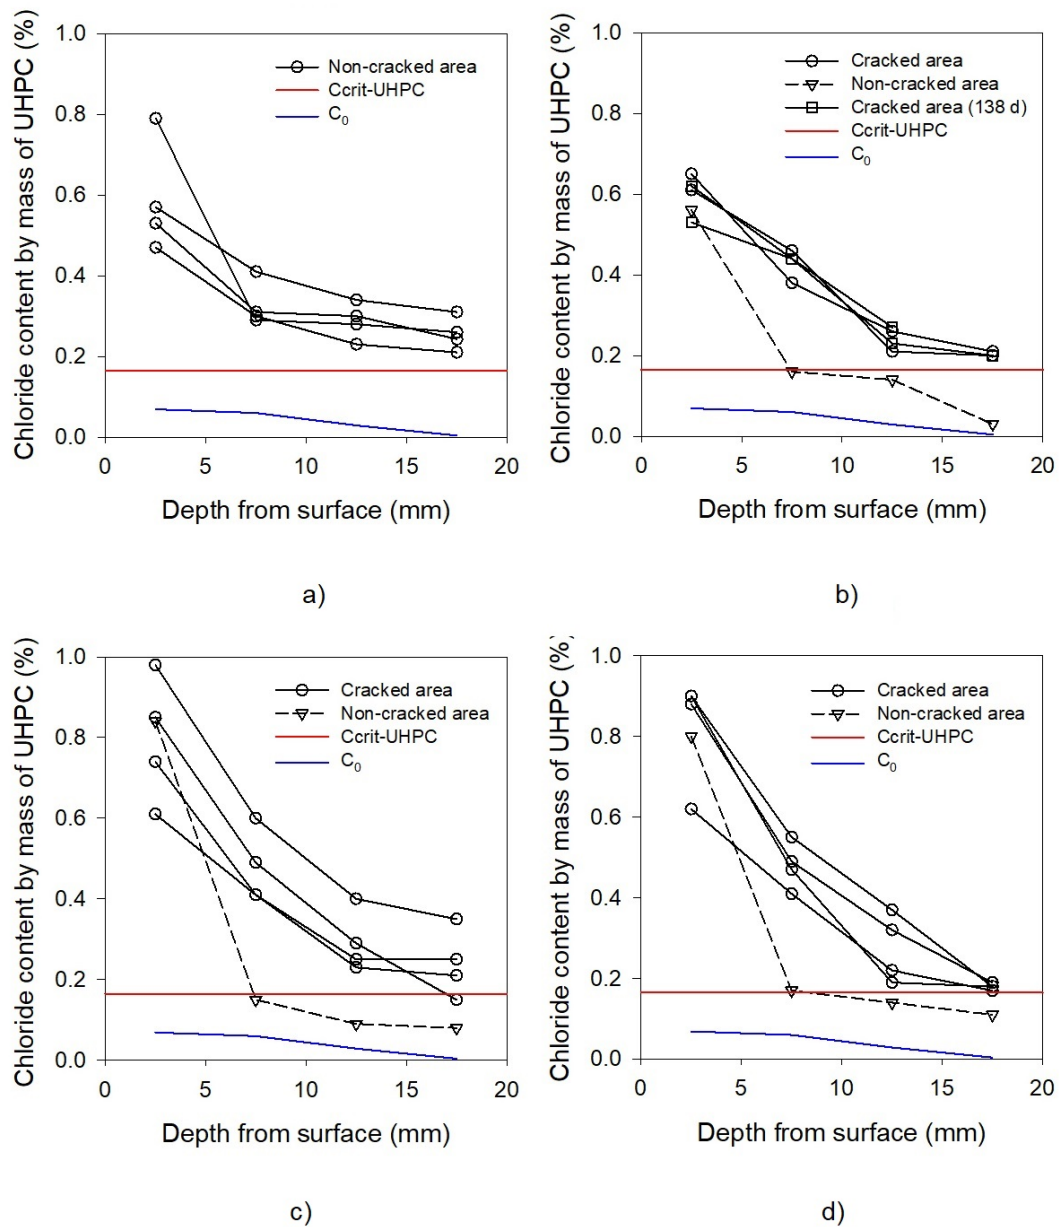 Chloride content by mass of UHPC (%)
1.0
0.8
0.6
0.4
0.2
0.0
Non-cracked area
Ccrit-UHPC
C₀
0 5 10 15 20
Depth from surface (mm)
a)
Chloride content by mass of UHPC (%)
1.0
0.8
0.6
0.4
0.2
0.0
Cracked area
Non-cracked area
Cracked area (138 d)
Ccrit-UHPC
C₀
0 5 10 15 20
Depth from surface (mm)
b)
Chloride content by mass of UHPC (%)
1.0
0.8
0.6
0.4
0.2
0.0
Cracked area
Non-cracked area
Ccrit-UHPC
C₀
0 5 10 15 20
Depth from surface (mm)
c)
Chloride content by mass of UHPC (%)
1.0
0.8
0.6
0.4
0.2
0.0
Cracked area
Non-cracked area
Ccrit-UHPC
C₀
0 5 10 15 20
Depth from surface (mm)
d)